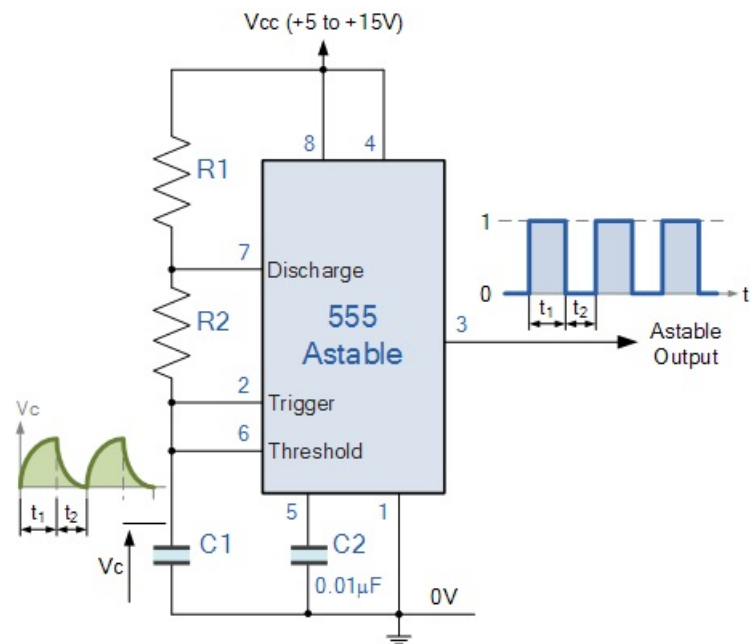 Vcc (+5 to +15V)
8
4
R1
7
Discharge
1
0
t
t₁
t₂
R2
555
Astable
3
Astable
Output
2
Trigger
Vc
6
Threshold
t₁
t₂
5
1
Vc
C1
C2
0.01µF
0V